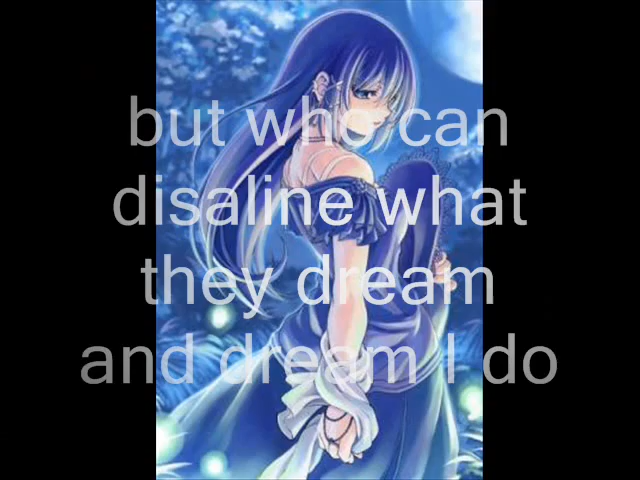 but who can
disaline what
they dream
and dream I do